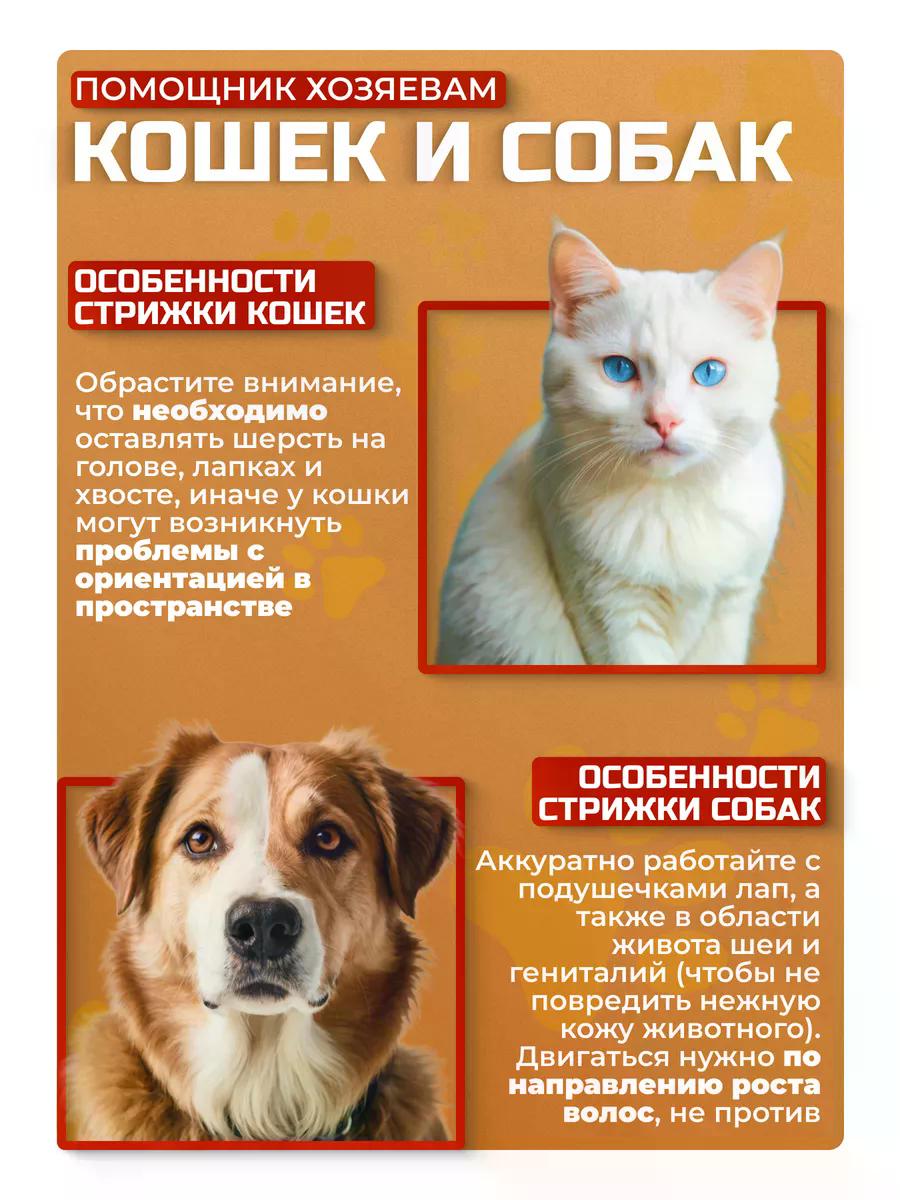 ПОМОЩНИК ХОЗЯЕВАМ
КОШЕК И СОБАК
ОСОБЕННОСТИ
СТРИЖКИ КОШЕК
Обрастите внимание,
что необходимо
оставлять шерсть на
голове, лапках и
хвосте, иначе у кошки
могут возникнуть
проблемы с
ориентацией в
пространстве
ОСОБЕННОСТИ
СТРИЖКИ СОБАК
Аккуратно работайте с
подушечками лап, а
также в области
живота шеи и
гениталий (чтобы не
повредить нежную
кожу животного).
Двигаться нужно по
направлению роста
волос, не против